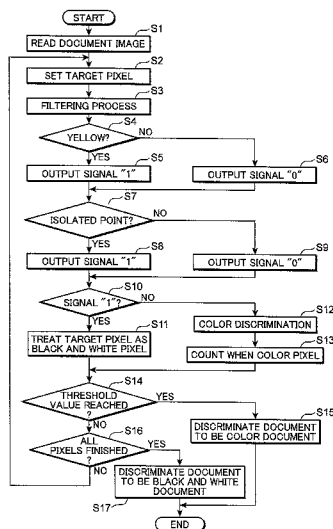 START
S1
READ DOCUMENT IMAGE
S2
SET TARGET PIXEL
S3
FILTERING PROCESS
S4
YELLOW?
NO
YES
S5
OUTPUT SIGNAL "1"
S6
OUTPUT SIGNAL "0"
S7
ISOLATED POINT?
NO
YES
S8
OUTPUT SIGNAL "1"
S9
OUTPUT SIGNAL "0"
S10
SIGNAL "1"?
NO
YES
S11
TREAT TARGET PIXEL AS
BLACK AND WHITE PIXEL
S12
COLOR DISCRIMINATION
S13
COUNT WHEN COLOR PIXEL
S14
THRESHOLD
VALUE REACHED
?
YES
NO
S15
DISCRIMINATE DOCUMENT
TO BE COLOR DOCUMENT
S16
ALL
PIXELS FINISHED
?
YES
NO
DISCRIMINATE DOCUMENT
TO BE BLACK AND WHITE
DOCUMENT
S17
END